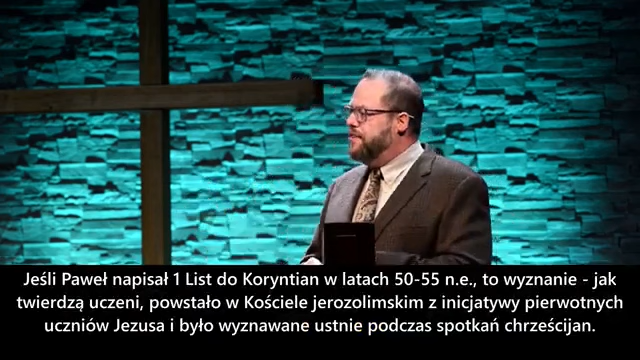 Jeśli Paweł napisał 1 List do Koryntian w latach 50-55 n.e., to wyznanie - jak
twierdzą uczeni, powstało w Kościele jerozolimskim z inicjatywy pierwotnych
uczniów Jezusa i było wyznawane ustnie podczas spotkań chrześcijan.